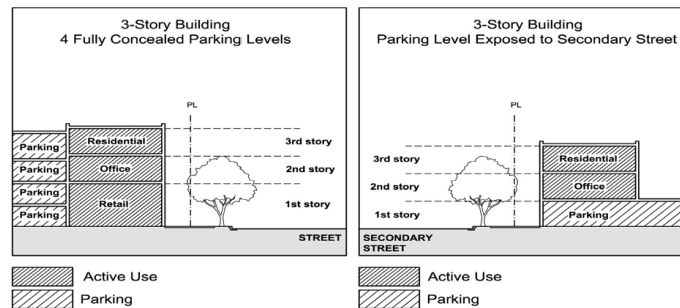 3-Story Building
4 Fully Concealed Parking Levels
PL
Parking
Residential
3rd story
Parking
Office
2nd story
Parking
Retail
1st story
Parking
STREET
Active Use
Parking
3-Story Building
Parking Level Exposed to Secondary Street
PL
3rd story
Residential
2nd story
Office
1st story
Parking
SECONDARY
STREET
Active Use
Parking